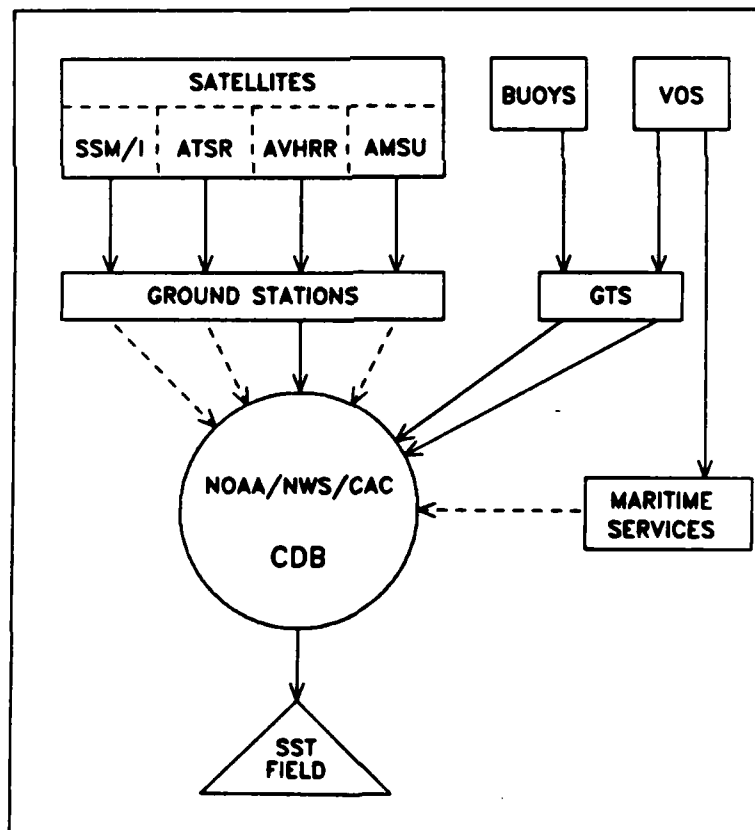 SATELLITES
SSM/I ATSR AVHRR AMSU
BUOYS
VOS
GROUND STATIONS
GTS
NOAA/NWS/CAC
CDB
MARITIME
SERVICES
SST
FIELD